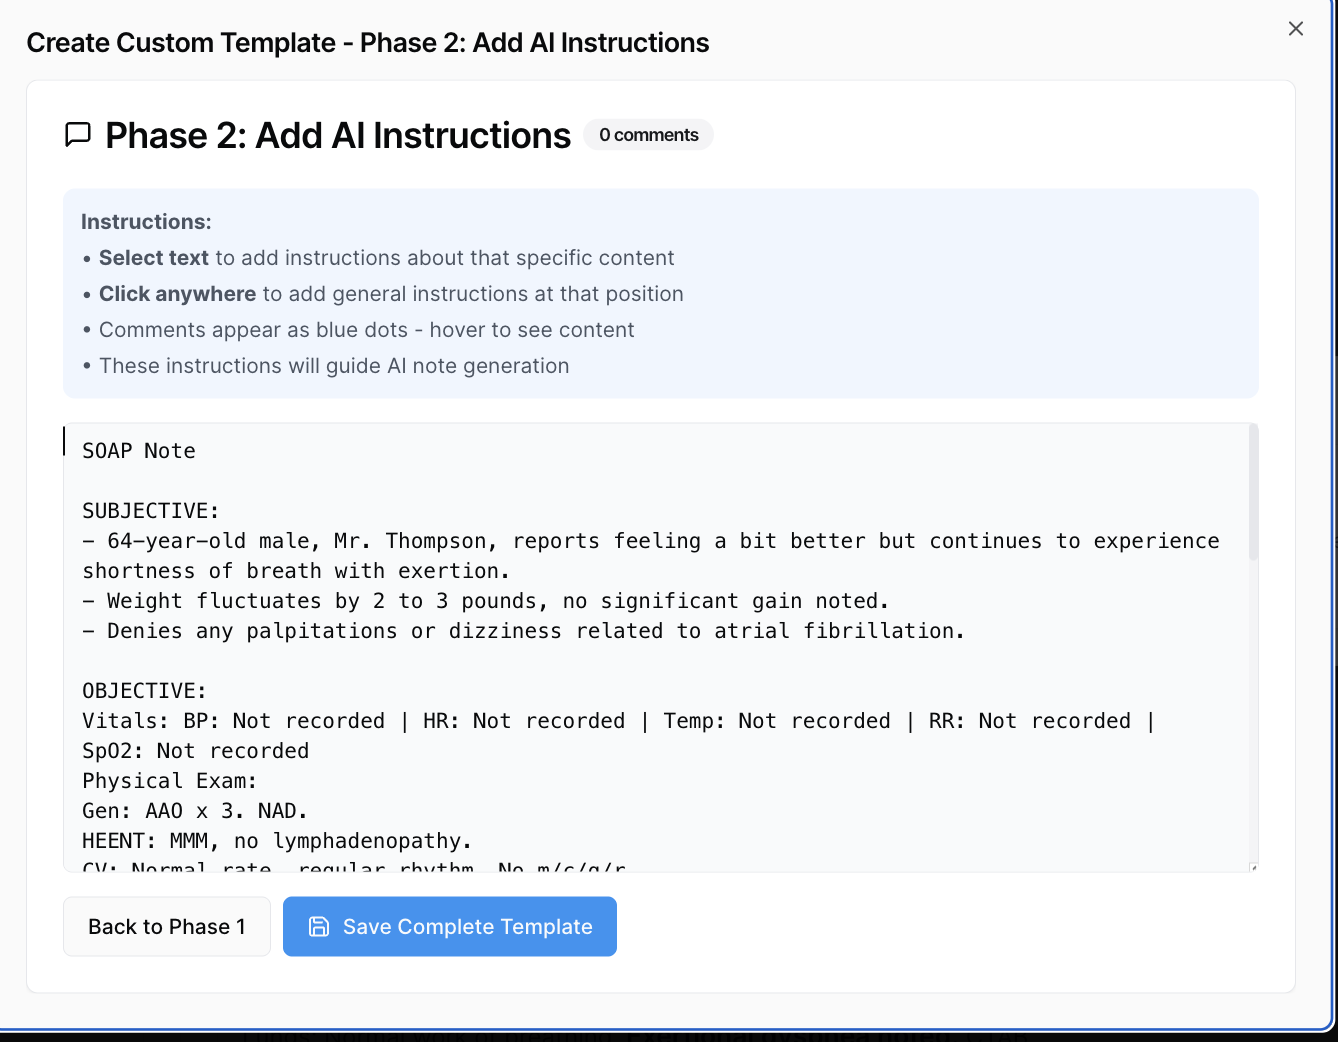 Create Custom Template - Phase 2: Add AI Instructions
Phase 2: Add AI Instructions
0 comments
Instructions:
• Select text to add instructions about that specific content
• Click anywhere to add general instructions at that position
• Comments appear as blue dots - hover to see content
• These instructions will guide AI note generation
SOAP Note
SUBJECTIVE:
– 64-year-old male, Mr. Thompson, reports feeling a bit better but continues to experience
shortness of breath with exertion.
– Weight fluctuates by 2 to 3 pounds, no significant gain noted.
– Denies any palpitations or dizziness related to atrial fibrillation.
OBJECTIVE:
Vitals: BP: Not recorded | HR: Not recorded | Temp: Not recorded | RR: Not recorded |
SpO2: Not recorded
Physical Exam:
Gen: AAO x 3. NAD.
HEENT: MMM, no lymphadenopathy.
CV: Normal rate, regular rhythm. No m/c/g/r
Back to Phase 1
Save Complete Template